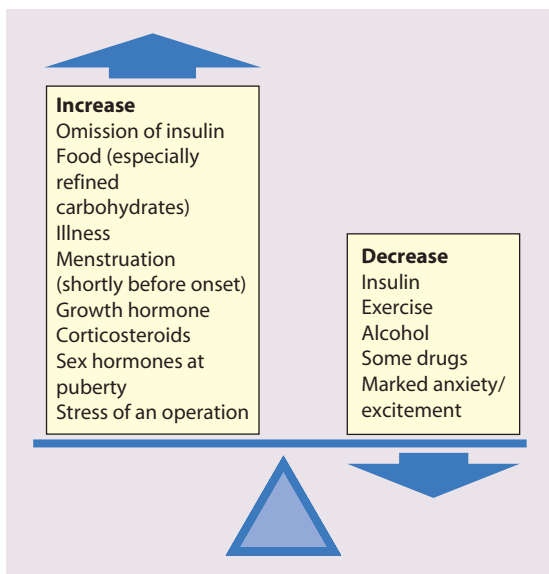 Increase
Omission of insulin
Food (especially
refined
carbohydrates)
Illness
Menstruation
(shortly before onset)
Growth hormone
Corticosteroids
Sex hormones at
puberty
Stress of an operation
Decrease
Insulin
Exercise
Alcohol
Some drugs
Marked anxiety/
excitement